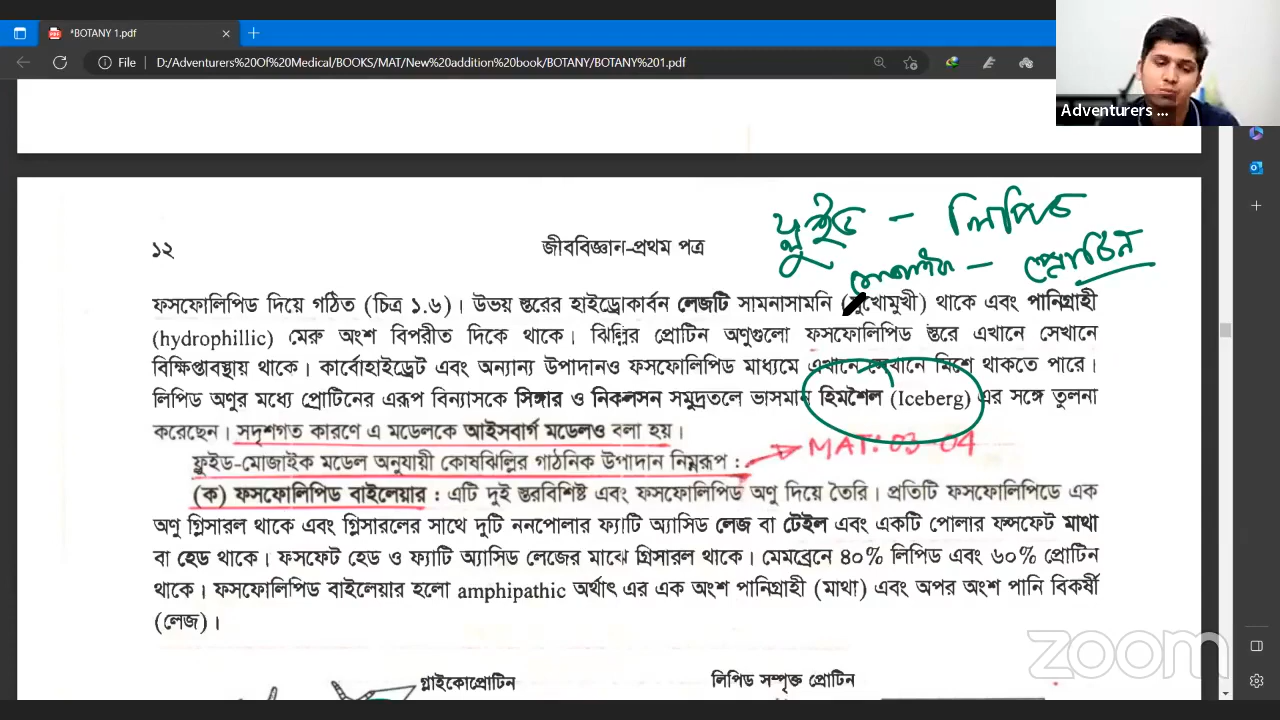 *BOTANY 1.pdf
File
D:/Adventurers%20Of%20Medical/BOOKS/MAT/New%20addition%20book/BOTANY/BOTANY%201.pdf
Adventurers ...
ফ্লুইড - লিপিড
মোজাইক - প্রোটিন
১২
জীববিজ্ঞান-প্রথম পত্র
ফসফোলিপিড দিয়ে গঠিত (চিত্র ১.৬)। উভয় স্তরের হাইড্রোকার্বন লেজটি সামনাসামনি (মুখোমুখী) থাকে এবং পানিগ্রাহী
(hydrophillic) মেরু অংশ বিপরীত দিকে থাকে। ঝিল্লির প্রোটিন অণুগুলো ফসফোলিপিড স্তরে এখানে সেখানে
বিক্ষিপ্তাবস্থায় থাকে। কার্বোহাইড্রেট এবং অন্যান্য উপাদানও ফসফোলিপিড মাধ্যমে এখানে সেখানে মিশে থাকতে পারে।
লিপিড অণুর মধ্যে প্রোটিনের এরূপ বিন্যাসকে সিঙ্গার ও নিকলসন সমুদ্রতলে ভাসমান হিমশৈল (Iceberg) এর সঙ্গে তুলনা
করেছেন। সদৃশগত কারণে এ মডেলকে আইসবার্গ মডেলও বলা হয়।
ফ্লুইড-মোজাইক মডেল অনুযায়ী কোষঝিল্লির গাঠনিক উপাদান নিম্নরূপ :
MAT: 03-04
(ক) ফসফোলিপিড বাইলেয়ার : এটি দুই স্তরবিশিষ্ট এবং ফসফোলিপিড অণু দিয়ে তৈরি। প্রতিটি ফসফোলিপিডে এক
অণু গ্লিসারল থাকে এবং গ্লিসারলের সাথে দুটি ননপোলার ফ্যাটি অ্যাসিড লেজ বা টেইল এবং একটি পোলার ফসফেট মাথা
বা হেড থাকে। ফসফেট হেড ও ফ্যাটি অ্যাসিড লেজের মাঝে গ্লিসারল থাকে। মেমব্রেনে ৪০% লিপিড এবং ৬০% প্রোটিন
থাকে। ফসফোলিপিড বাইলেয়ার হলো amphipathic অর্থাৎ এর এক অংশ পানিগ্রাহী (মাথা) এবং অপর অংশ পানি বিকর্ষী
(লেজ)।
গ্লাইকোপ্রোটিন
লিপিড সম্পৃক্ত প্রোটিন
zoom